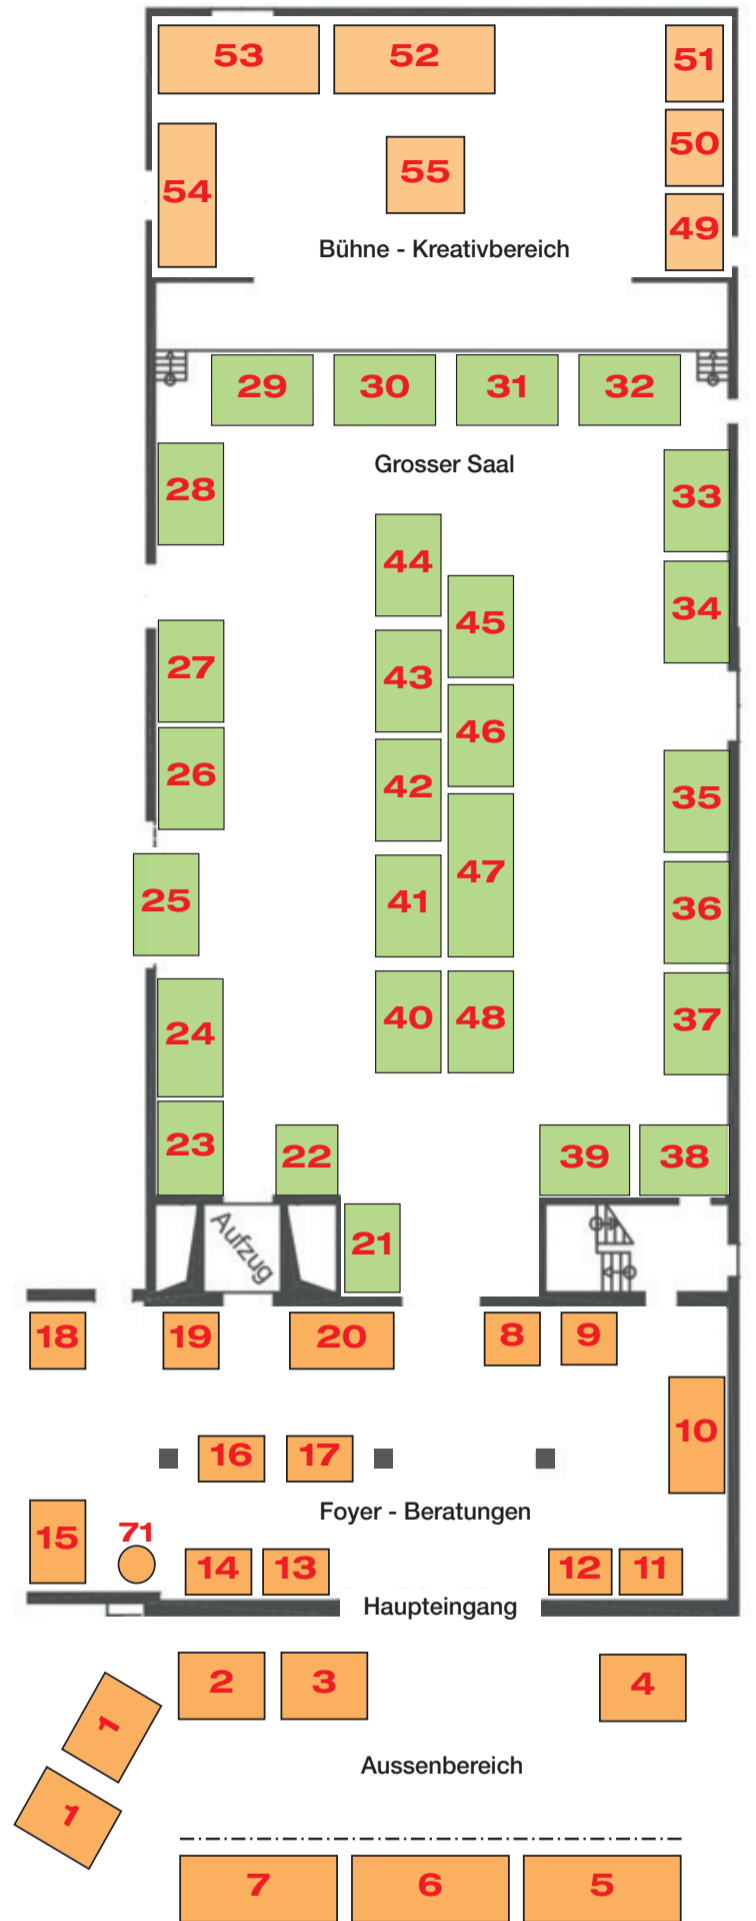 53 52 51
50
54 55
49
Bühne - Kreativbereich
29 30 31 32
Grosser Saal
28 33
44
34
45
27 43
46
26 42 35
47
25 41 36
40 48 37
24
23 22 39 38
21
Aufzug
18 19 20 8 9
10
16 17
Foyer - Beratungen
15 71
14 13 12 11
Haupteingang
2 3 4
1
Aussenbereich
1
7 6 5